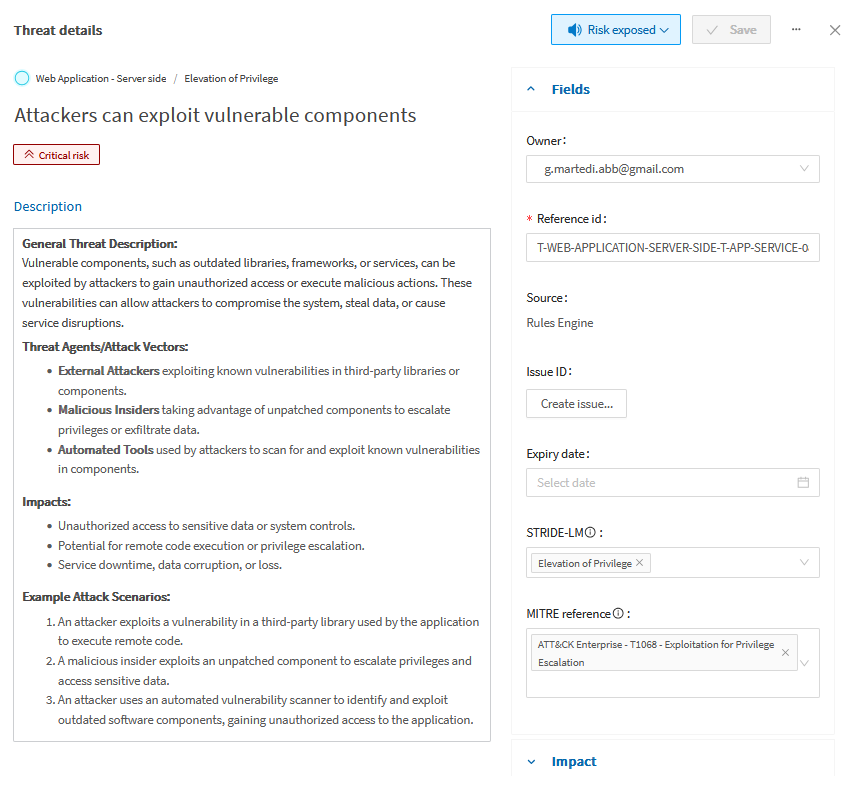 Threat details
Risk exposed
Save
Web Application - Server side / Elevation of Privilege
Attackers can exploit vulnerable components
Critical risk
Description
General Threat Description:
Vulnerable components, such as outdated libraries, frameworks, or services, can be
exploited by attackers to gain unauthorized access or execute malicious actions. These
vulnerabilities can allow attackers to compromise the system, steal data, or cause
service disruptions.
Threat Agents/Attack Vectors:
• External Attackers exploiting known vulnerabilities in third-party libraries or
components.
• Malicious Insiders taking advantage of unpatched components to escalate
privileges or exfiltrate data.
• Automated Tools used by attackers to scan for and exploit known vulnerabilities
in components.
Impacts:
• Unauthorized access to sensitive data or system controls.
• Potential for remote code execution or privilege escalation.
• Service downtime, data corruption, or loss.
Example Attack Scenarios:
1. An attacker exploits a vulnerability in a third-party library used by the application
to execute remote code.
2. A malicious insider exploits an unpatched component to escalate privileges and
access sensitive data.
3. An attacker uses an automated vulnerability scanner to identify and exploit
outdated software components, gaining unauthorized access to the application.
Fields
Owner:
g.martedi.abb@gmail.com
* Reference id:
T-WEB-APPLICATION-SERVER-SIDE-T-APP-SERVICE-0
Source:
Rules Engine
Issue ID:
Create issue...
Expiry date:
Select date
STRIDE-LM :
Elevation of Privilege
MITRE reference :
ATT&CK Enterprise - T1068 - Exploitation for Privilege
Escalation
Impact